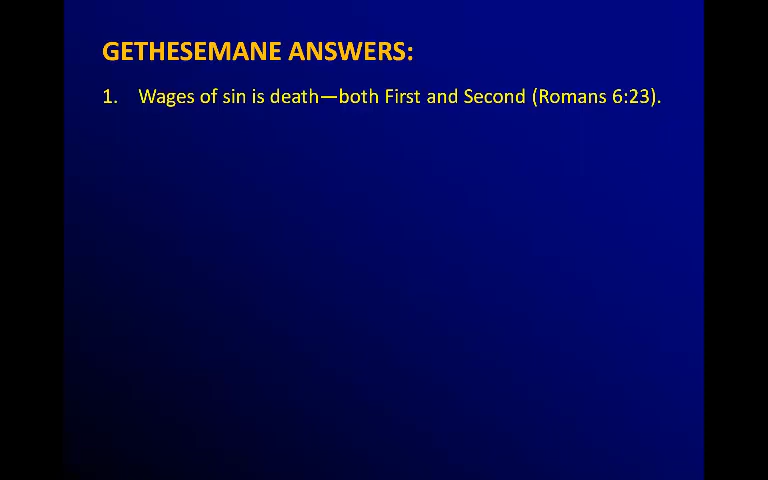 GETHESEMANE ANSWERS:
1. Wages of sin is death—both First and Second (Romans 6:23).